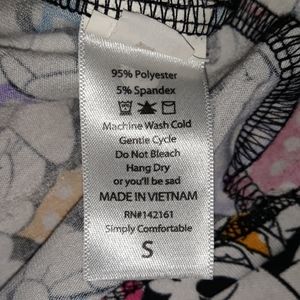 95% Polyester
5% Spandex
Machine Wash Cold
Gentle Cycle
Do Not Bleach
Hang Dry
or you'll be sad
MADE IN VIETNAM
RN#142161
Simply Comfortable
S